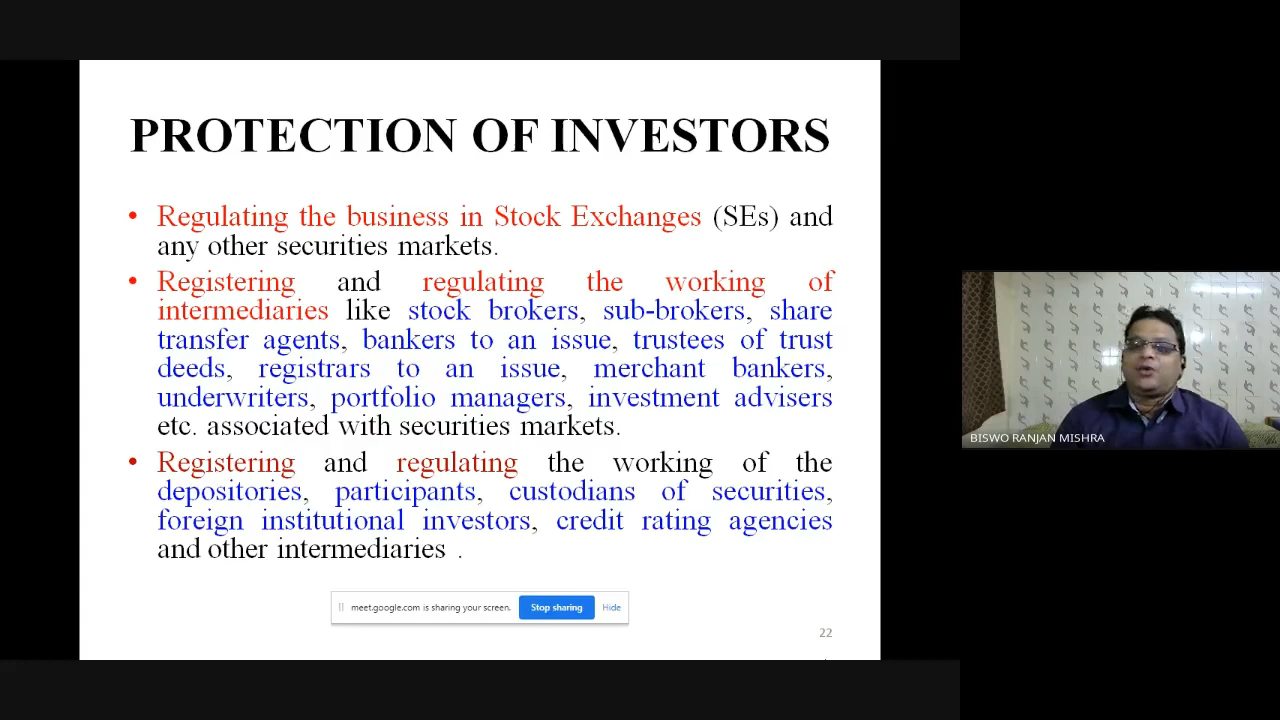 PROTECTION OF INVESTORS
• Regulating the business in Stock Exchanges (SEs) and
any other securities markets.
• Registering and regulating the working of
intermediaries like stock brokers, sub-brokers, share
transfer agents, bankers to an issue, trustees of trust
deeds, registrars to an issue, merchant bankers,
underwriters, portfolio managers, investment advisers
etc. associated with securities markets.
• Registering and regulating the working of the
depositories, participants, custodians of securities,
foreign institutional investors, credit rating agencies
and other intermediaries .
meet.google.com is sharing your screen. Stop sharing Hide
22
BISWO RANJAN MISHRA